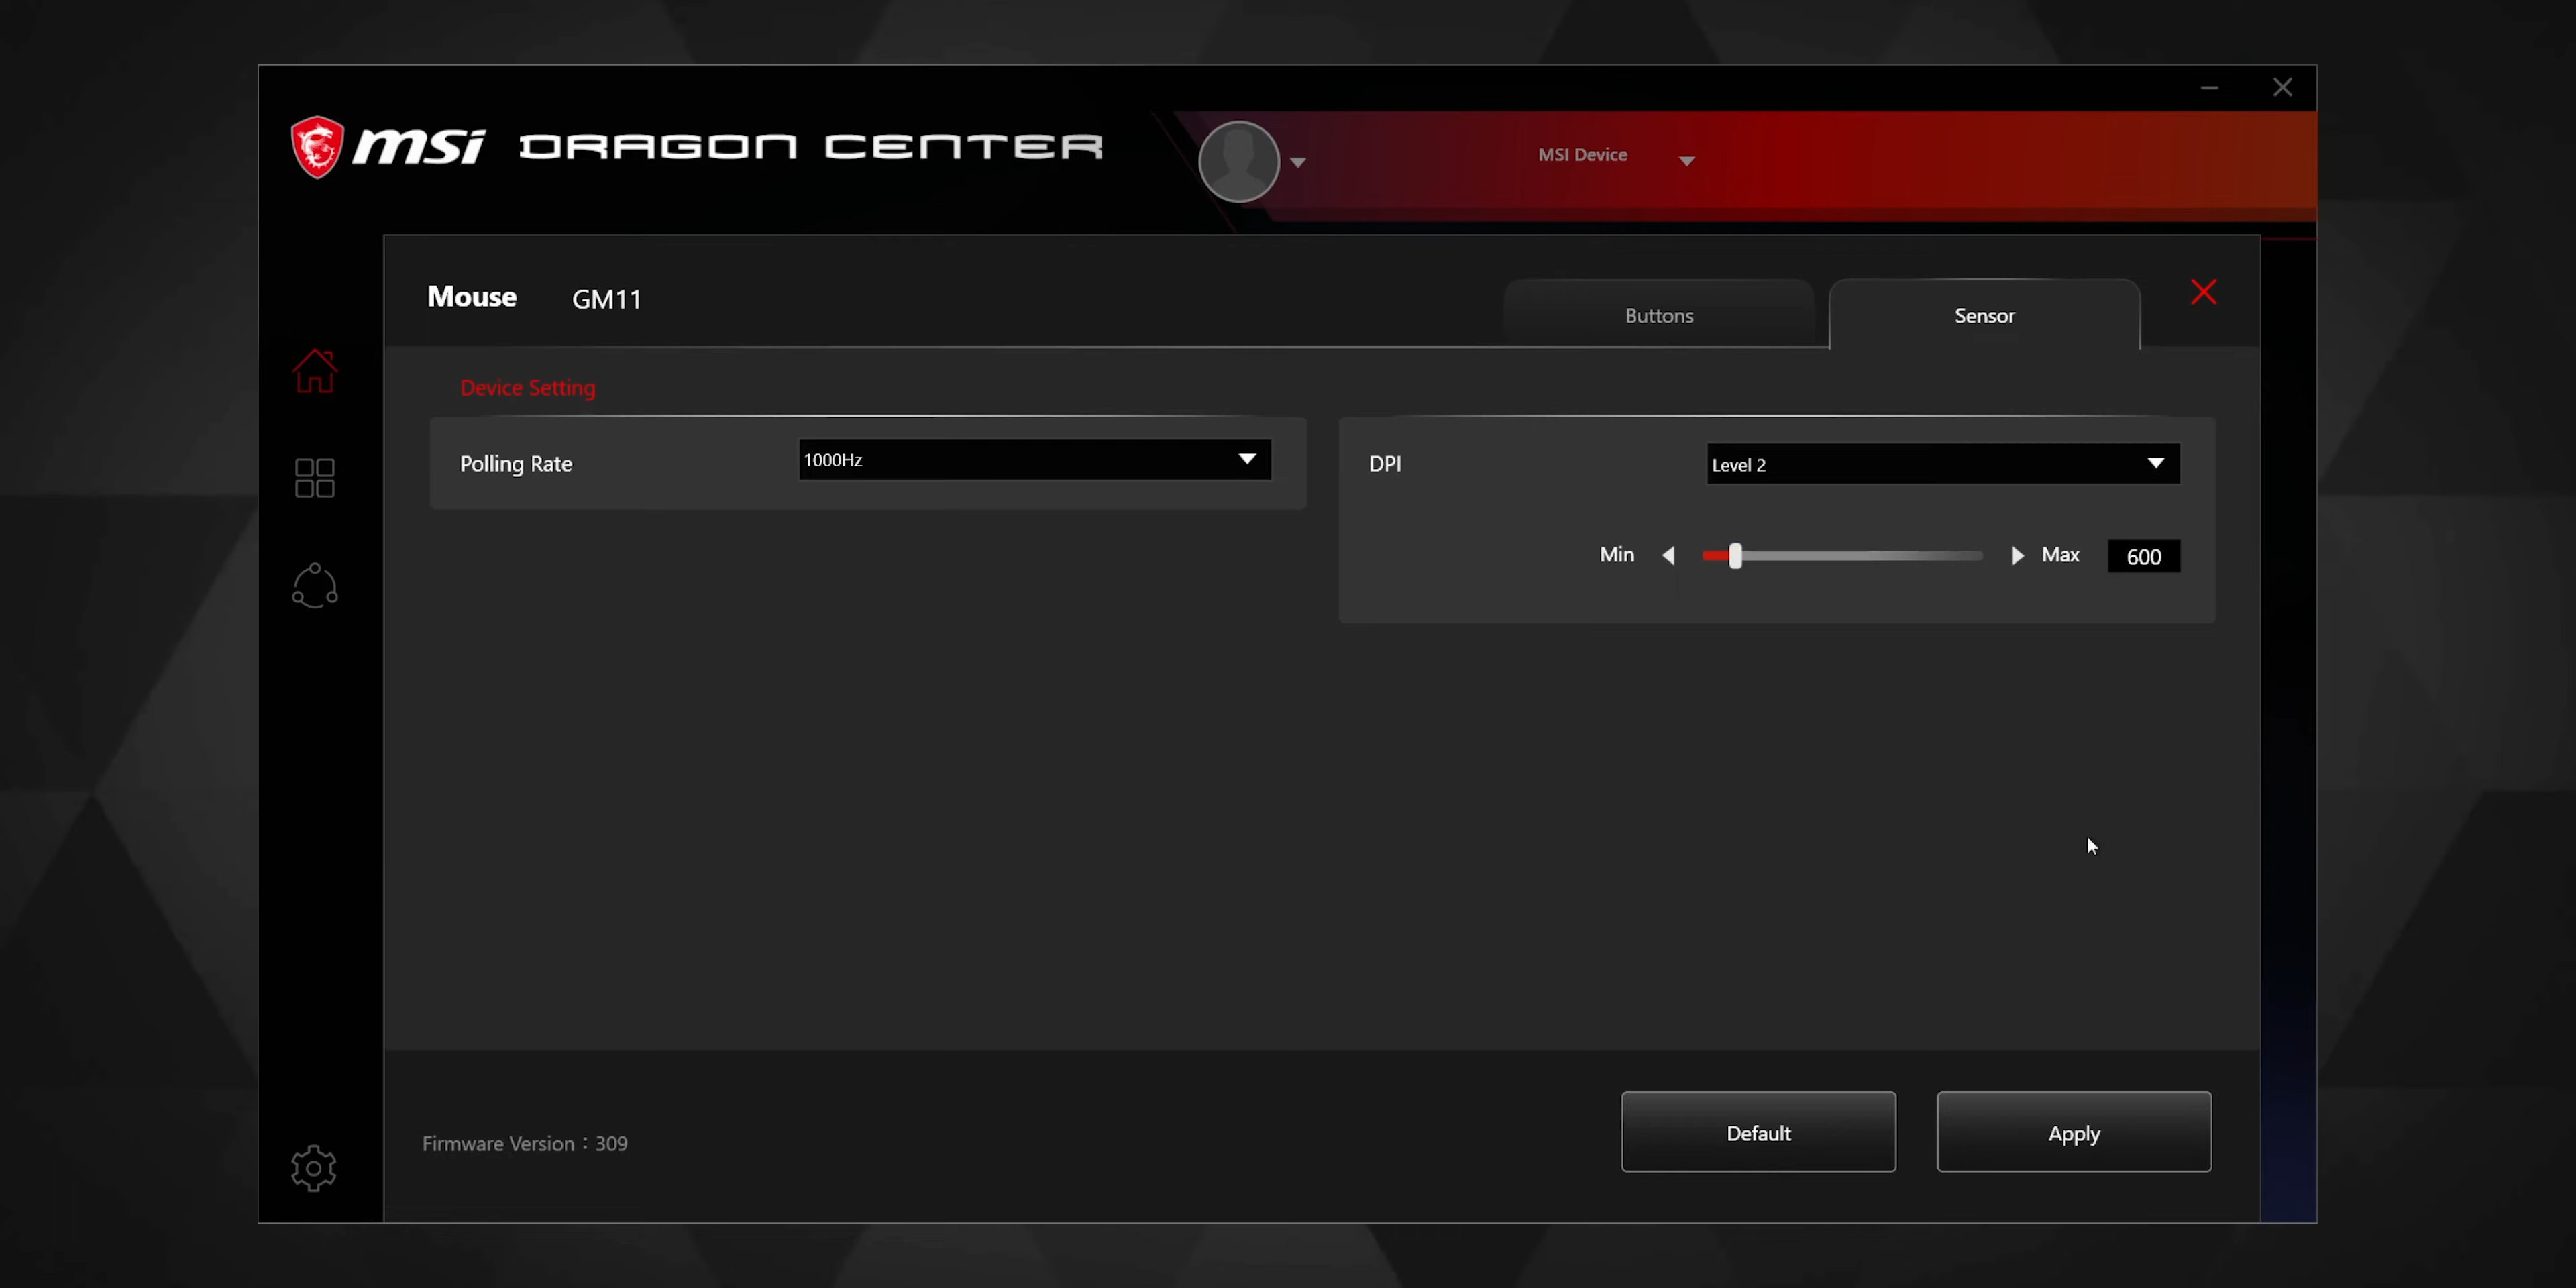 msi DRAGON CENTER
MSI Device
Mouse GM11
Buttons
Sensor
Device Setting
Polling Rate 1000Hz
DPI Level 2
Min Max 600
Firmware Version : 309
Default
Apply